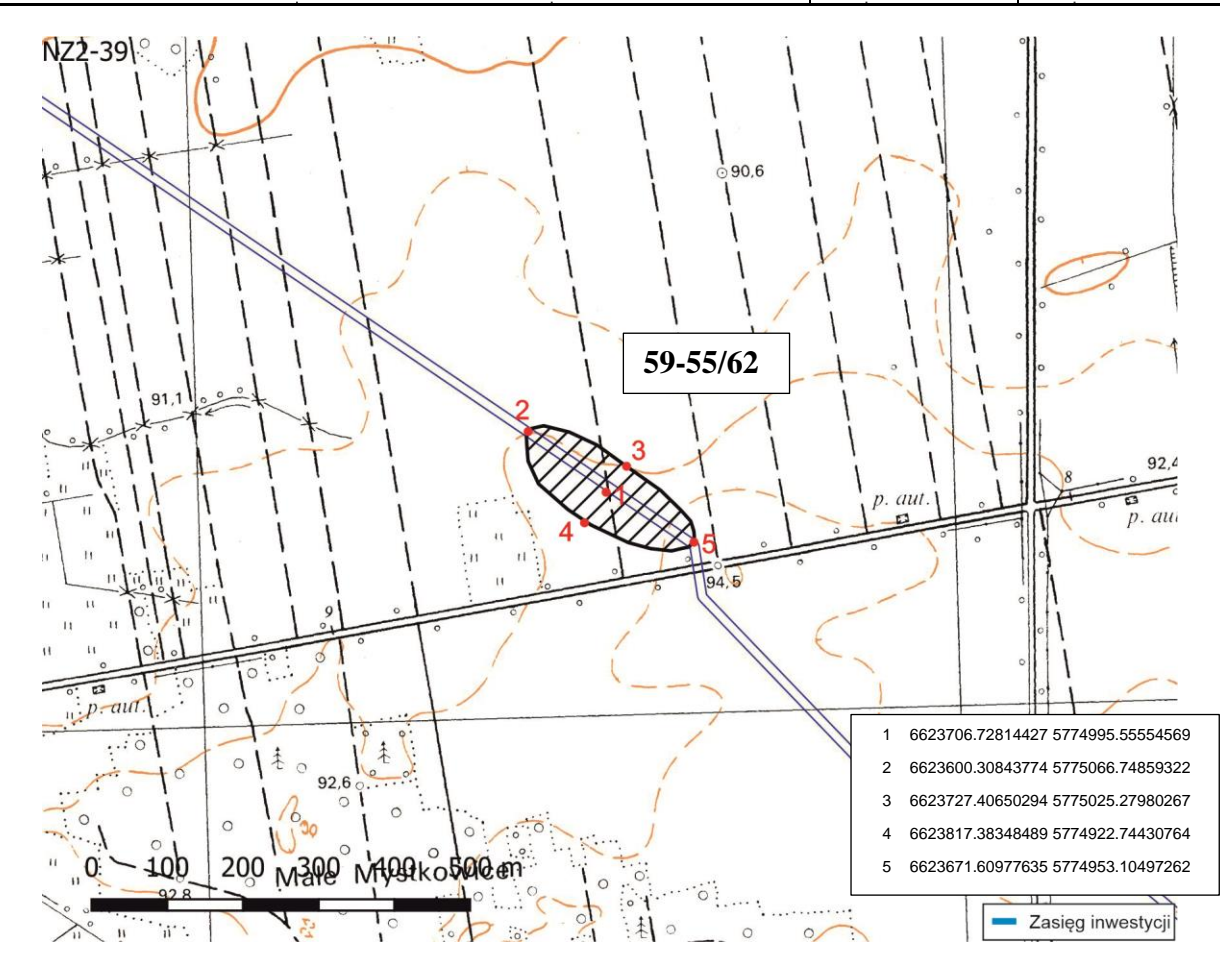 NZ2-39
90,6
59-55/62
91,1
2
3
1
92,4
8
p. aut.
4
5
94,5
9
p. aut.
92,6
1 6623706.72814427 5774995.55554569
2 6623600.30843774 5775066.74859322
3 6623727.40650294 5775025.27980267
4 6623817.38348489 5774922.74430764
5 6623671.60977635 5774953.10497262
0 100 200 300 400 500 m
Małe Mystkowice
92,8
Zasięg inwestycji